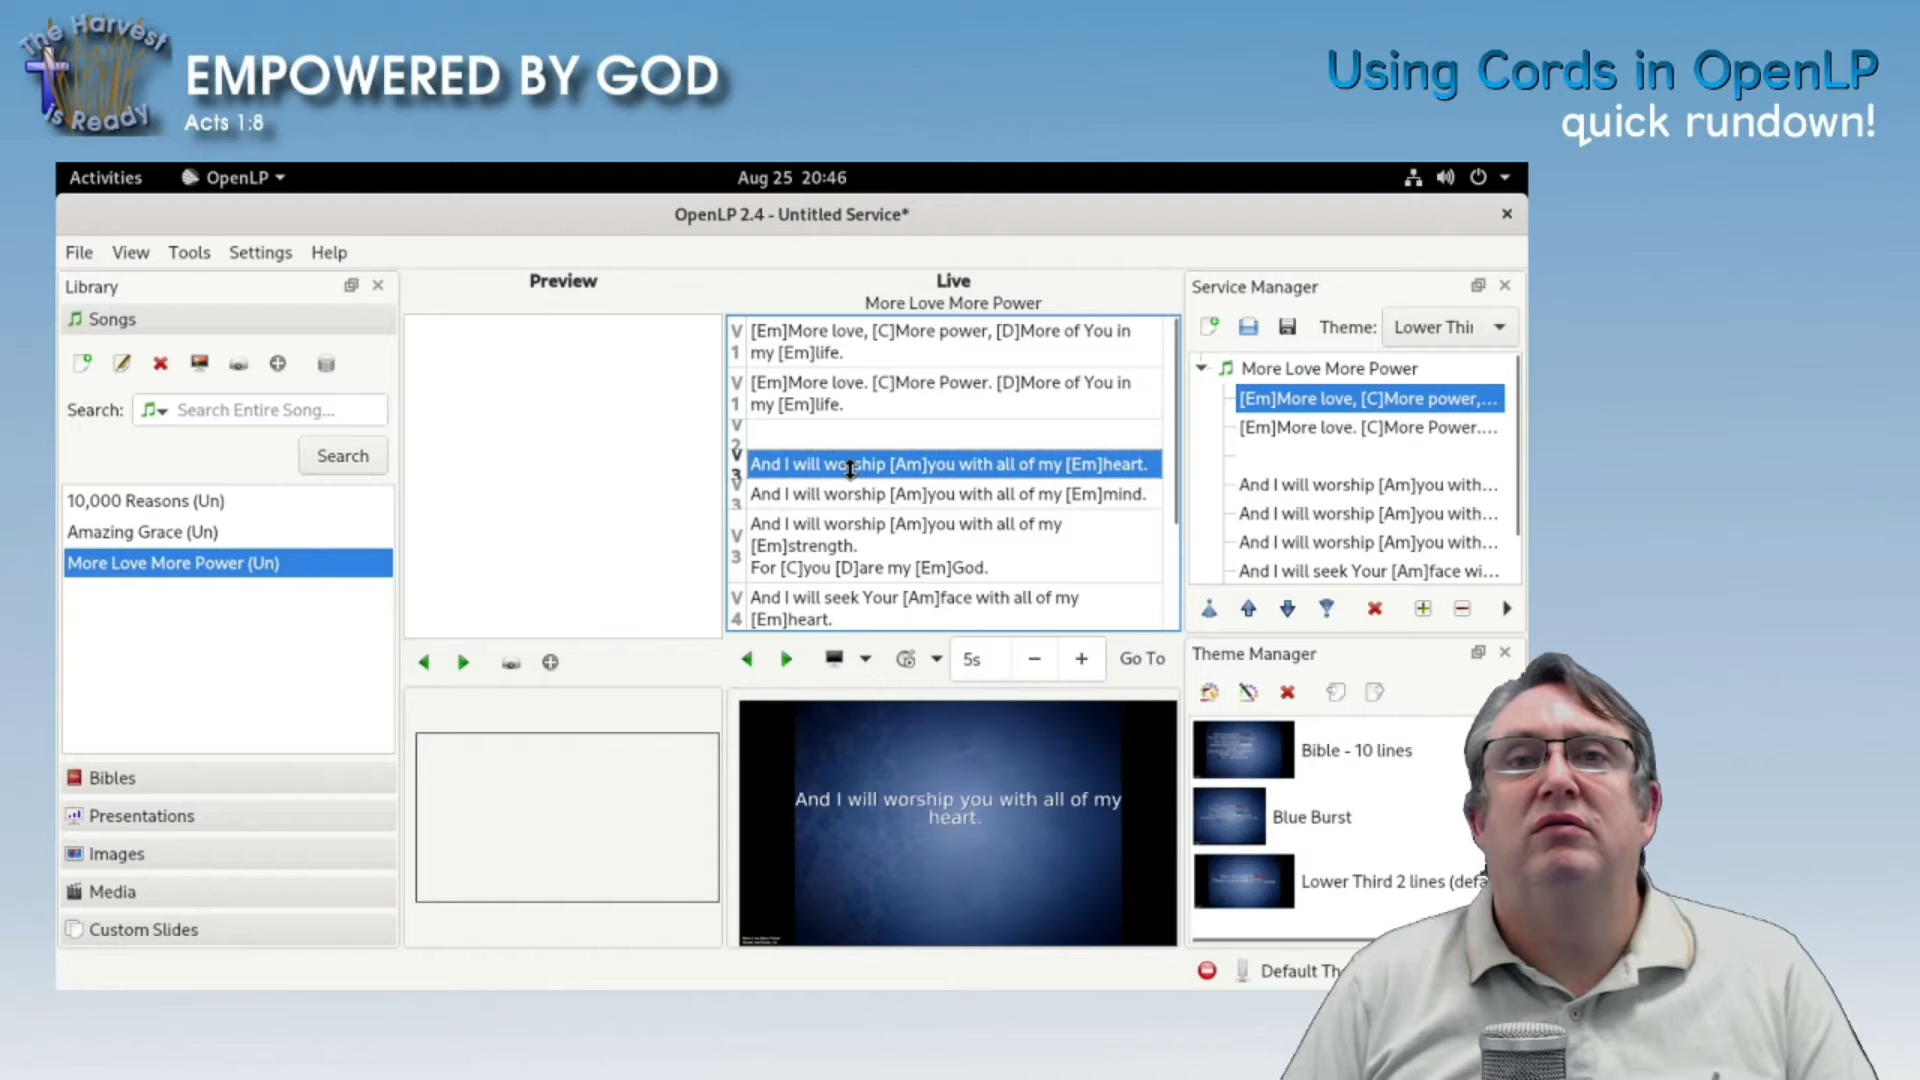 The Harvest
is Ready
EMPOWERED BY GOD
Acts 1:8
Using Cords in OpenLP
quick rundown!
Activities
OpenLP
Aug 25 20:46
OpenLP 2.4 - Untitled Service*
File
View
Tools
Settings
Help
Library
Songs
Search:
Search Entire Song...
Search
10,000 Reasons (Un)
Amazing Grace (Un)
More Love More Power (Un)
Bibles
Presentations
Images
Media
Custom Slides
Preview
Live
More Love More Power
V
1
[Em]More love, [C]More power, [D]More of You in
my [Em]life.
V
1
[Em]More love. [C]More Power. [D]More of You in
my [Em]life.
V
2
V
3
And I will worship [Am]you with all of my [Em]heart.
V
3
And I will worship [Am]you with all of my [Em]mind.
V
3
And I will worship [Am]you with all of my
[Em]strength.
For [C]you [D]are my [Em]God.
V
4
And I will seek Your [Am]face with all of my
[Em]heart.
5s
Go To
And I will worship you with all of my
heart.
Service Manager
Theme:
Lower Thir
More Love More Power
[Em]More love, [C]More power,...
[Em]More love. [C]More Power....
And I will worship [Am]you with...
And I will worship [Am]you with...
And I will worship [Am]you with...
And I will seek Your [Am]face wi...
Theme Manager
Bible - 10 lines
Blue Burst
Lower Third 2 lines (defa
Default Th